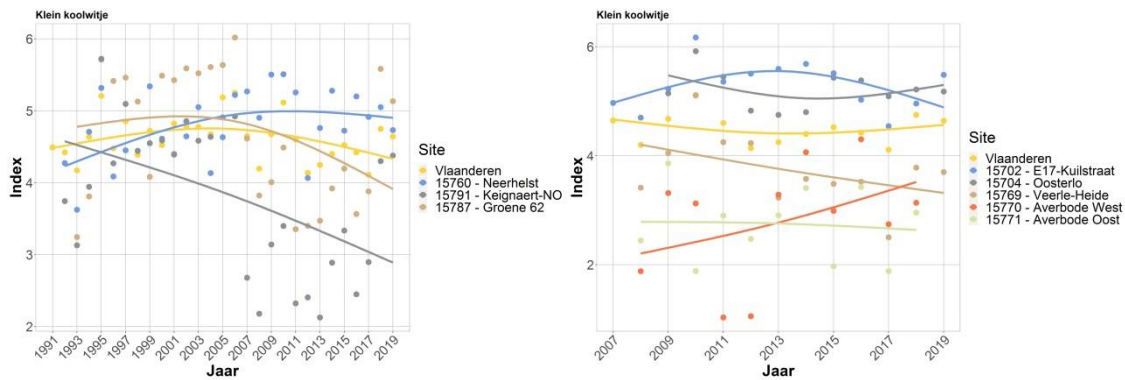 Klein koolwitje
6
5
4
3
2
Index
1991
1993
1995
1997
1999
2001
2003
2005
2007
2009
2011
2013
2015
2017
2019
Jaar
Site
Vlaanderen
15760 - Neerhelst
15791 - Keignaert-NO
15787 - Groene 62
Klein koolwitje
6
4
2
Index
2007
2009
2011
2013
2015
2017
2019
Jaar
Site
Vlaanderen
15702 - E17-Kuilstraat
15704 - Oosterlo
15769 - Veerle-Heide
15770 - Averbode West
15771 - Averbode Oost